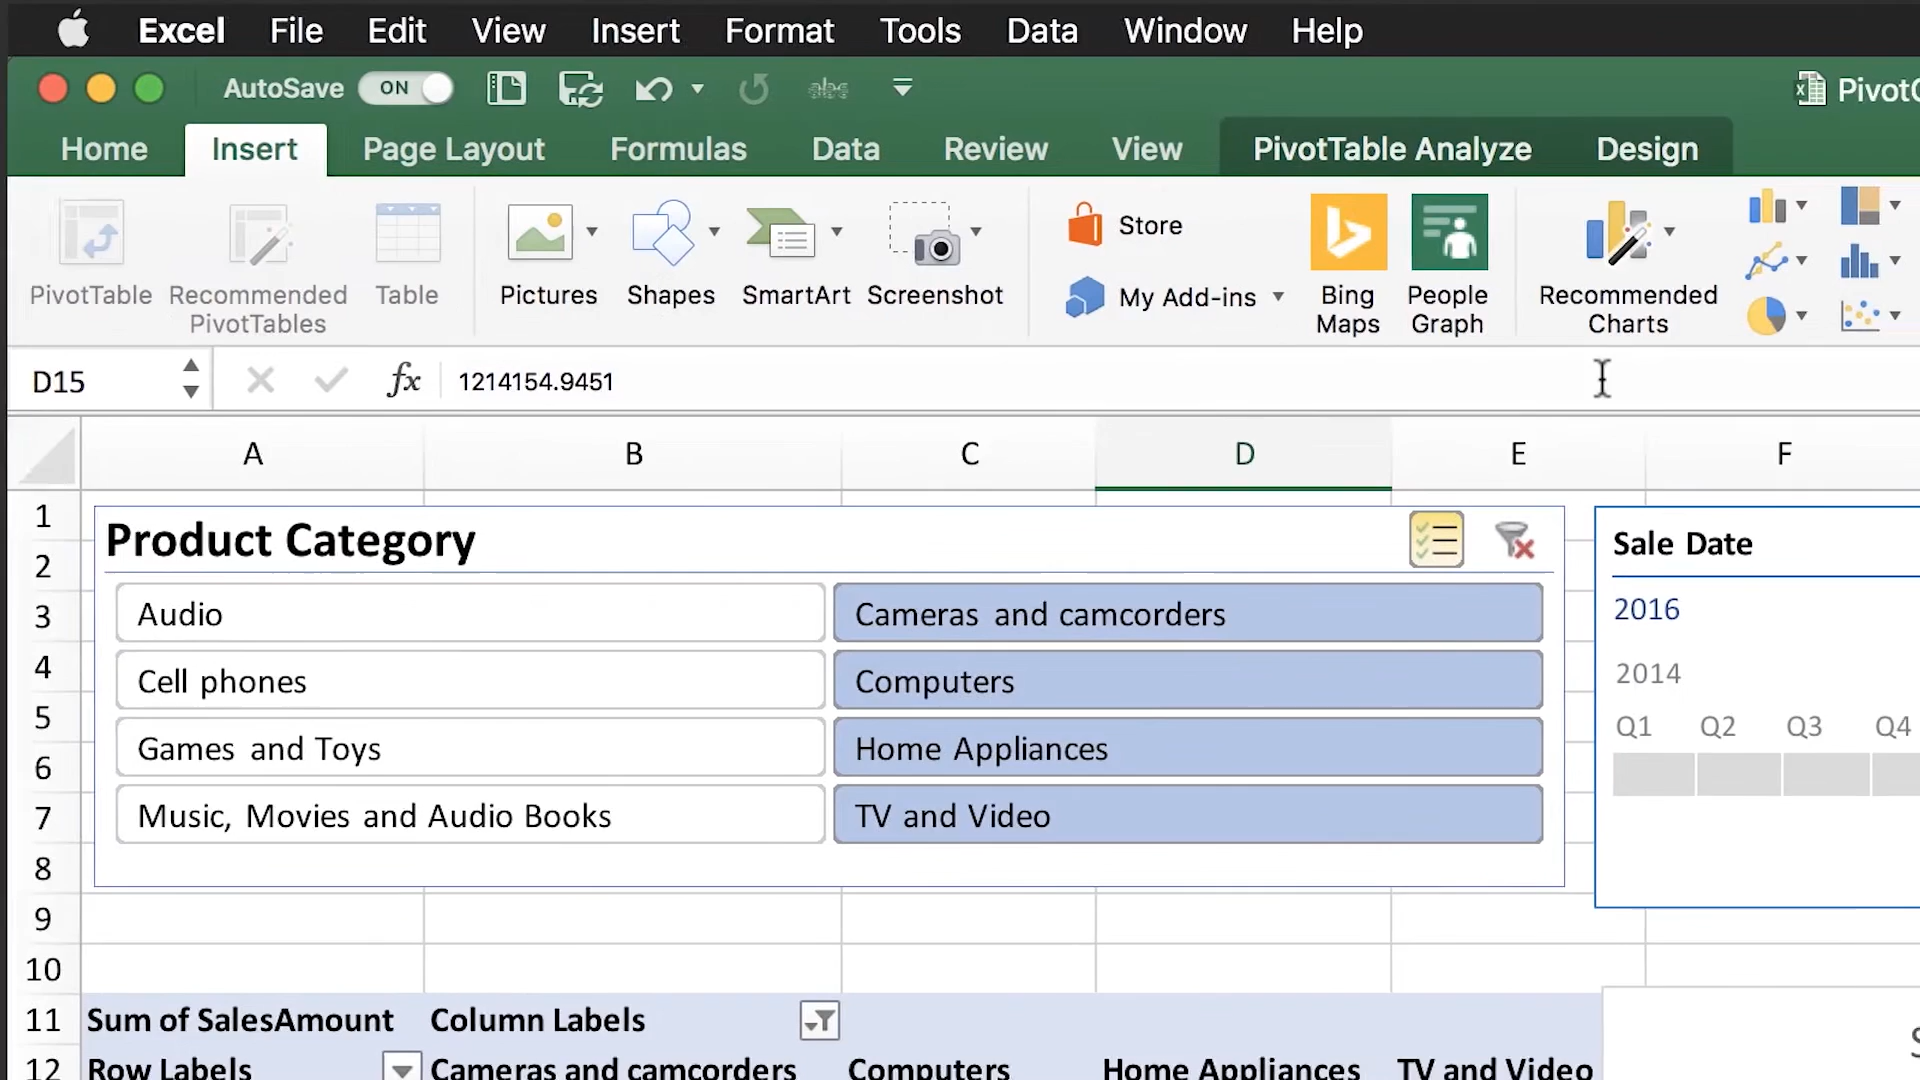 Excel File Edit View Insert Format Tools Data Window Help
AutoSave ON abc PivotC
Home Insert Page Layout Formulas Data Review View PivotTable Analyze Design
PivotTable
Recommended
PivotTables
Table
Pictures
Shapes
SmartArt
Screenshot
Store
My Add-ins
Bing
Maps
People
Graph
Recommended
Charts
D15 fx 1214154.9451
A B C D E F
1
2
3
4
5
6
7
8
9
10
11
12
Product Category
Audio
Cameras and camcorders
Cell phones
Computers
Games and Toys
Home Appliances
Music, Movies and Audio Books
TV and Video
Sale Date
2016
2014
Q1 Q2 Q3 Q4
Sum of SalesAmount Column Labels
Row Labels Cameras and camcorders Computers Home Appliances TV and Video